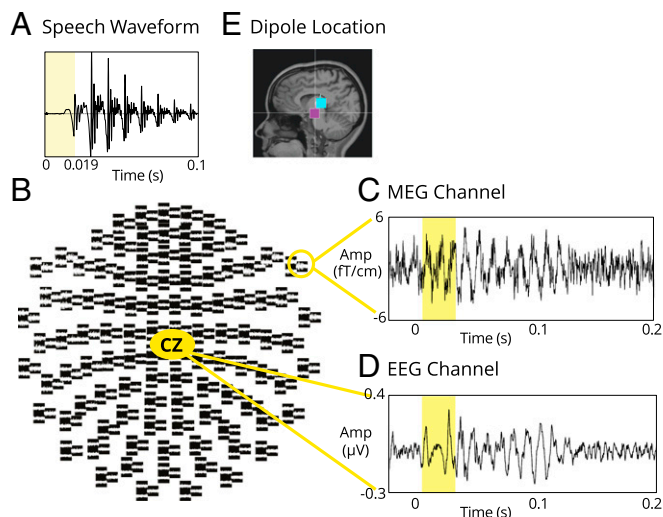 A Speech Waveform
E Dipole Location
0 0.019 0.1
Time (s)
B
C MEG Channel
6
Amp
(fT/cm)
-6
0 0.1 0.2
Time (s)
CZ
D EEG Channel
0.4
Amp
(µV)
-0.3
0 0.1 0.2
Time (s)